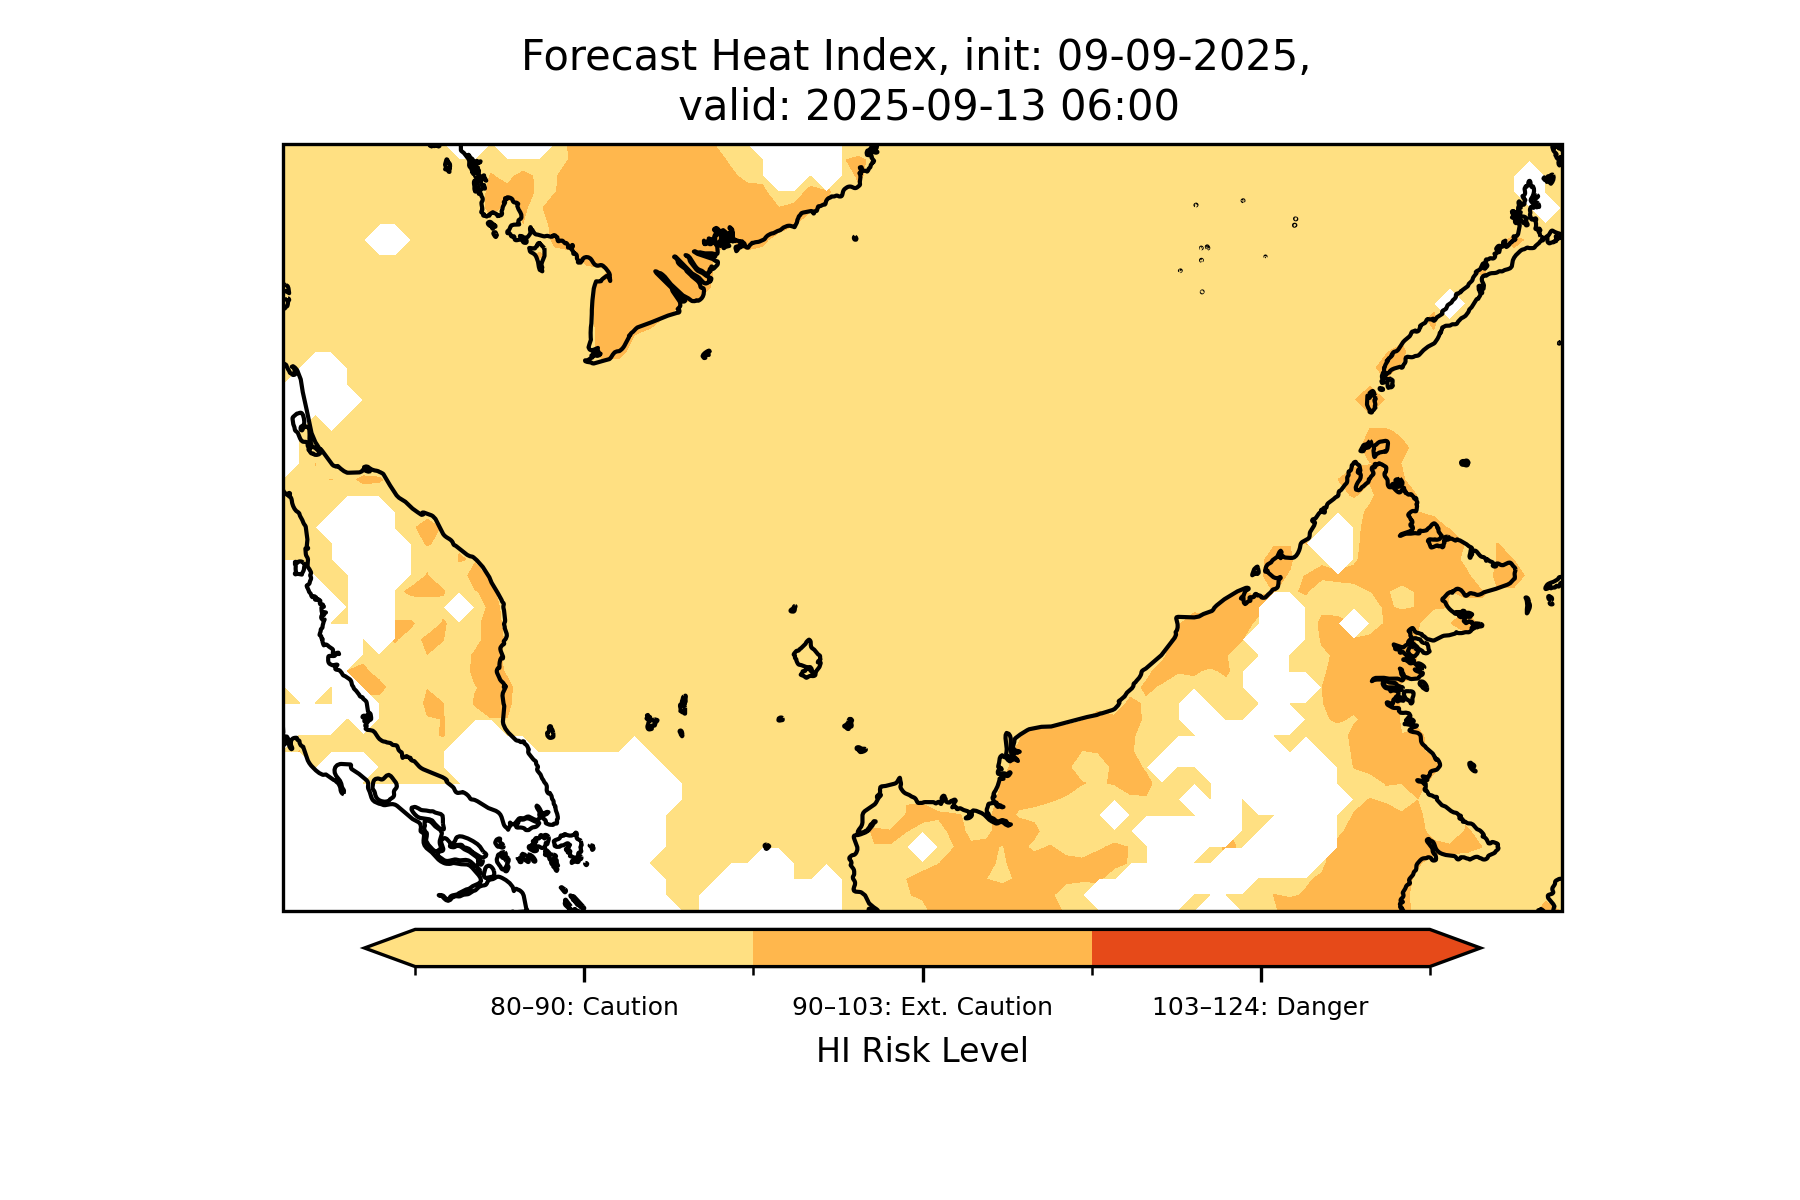 Forecast Heat Index, init: 09-09-2025,
valid: 2025-09-13 06:00
80–90: Caution
90–103: Ext. Caution
103–124: Danger
HI Risk Level